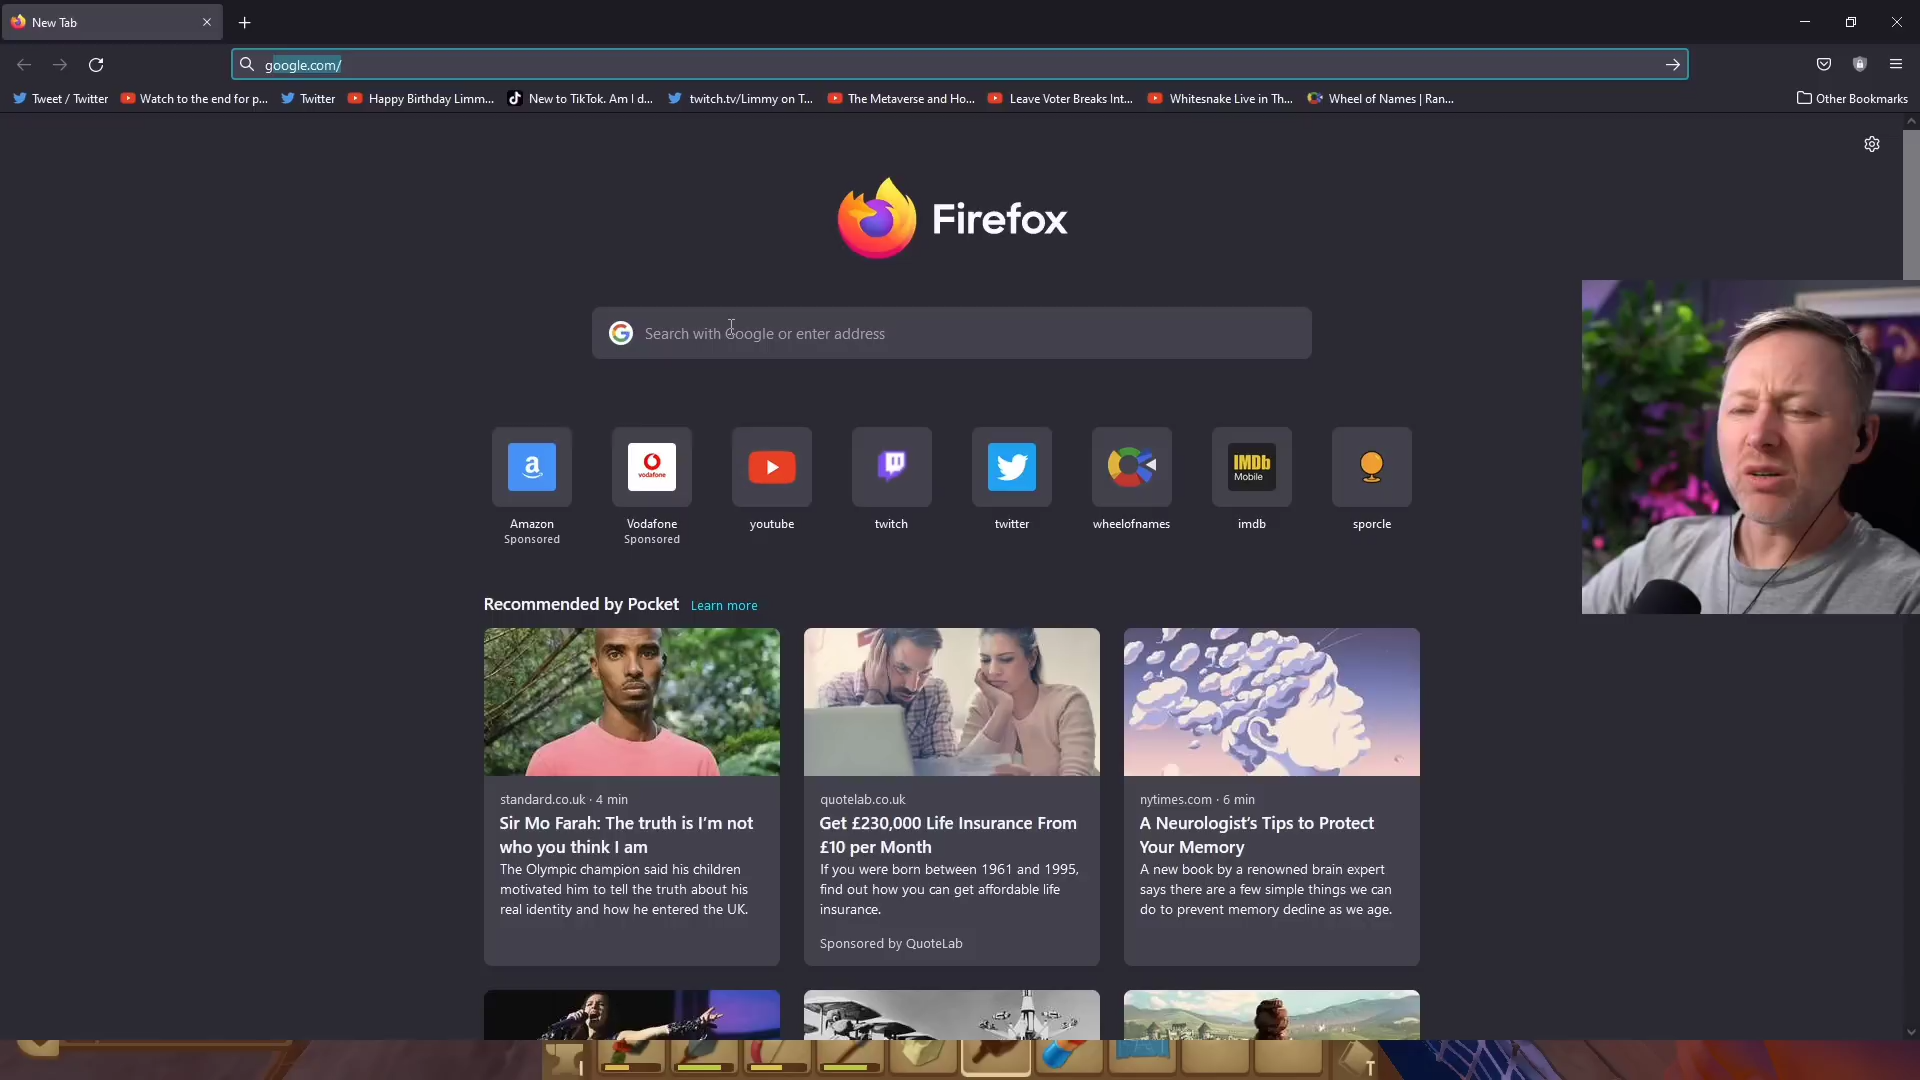 New Tab
google.com/
Tweet / Twitter
Watch to the end for p...
Twitter
Happy Birthday Limm...
New to TikTok. Am I d...
twitch.tv/Limmy on T...
The Metaverse and Ho...
Leave Voter Breaks Int...
Whitesnake Live in Th...
Wheel of Names | Ran...
Other Bookmarks
Firefox
Search with Google or enter address
vodafone
IMDb
Mobile
Amazon
Sponsored
Vodafone
Sponsored
youtube
twitch
twitter
wheelofnames
imdb
sporcle
Recommended by Pocket Learn more
standard.co.uk · 4 min
Sir Mo Farah: The truth is I’m not
who you think I am
The Olympic champion said his children
motivated him to tell the truth about his
real identity and how he entered the UK.
quotelab.co.uk
Get £230,000 Life Insurance From
£10 per Month
If you were born between 1961 and 1995,
find out how you can get affordable life
insurance.
Sponsored by QuoteLab
nytimes.com · 6 min
A Neurologist’s Tips to Protect
Your Memory
A new book by a renowned brain expert
says there are a few simple things we can
do to prevent memory decline as we age.
I
T